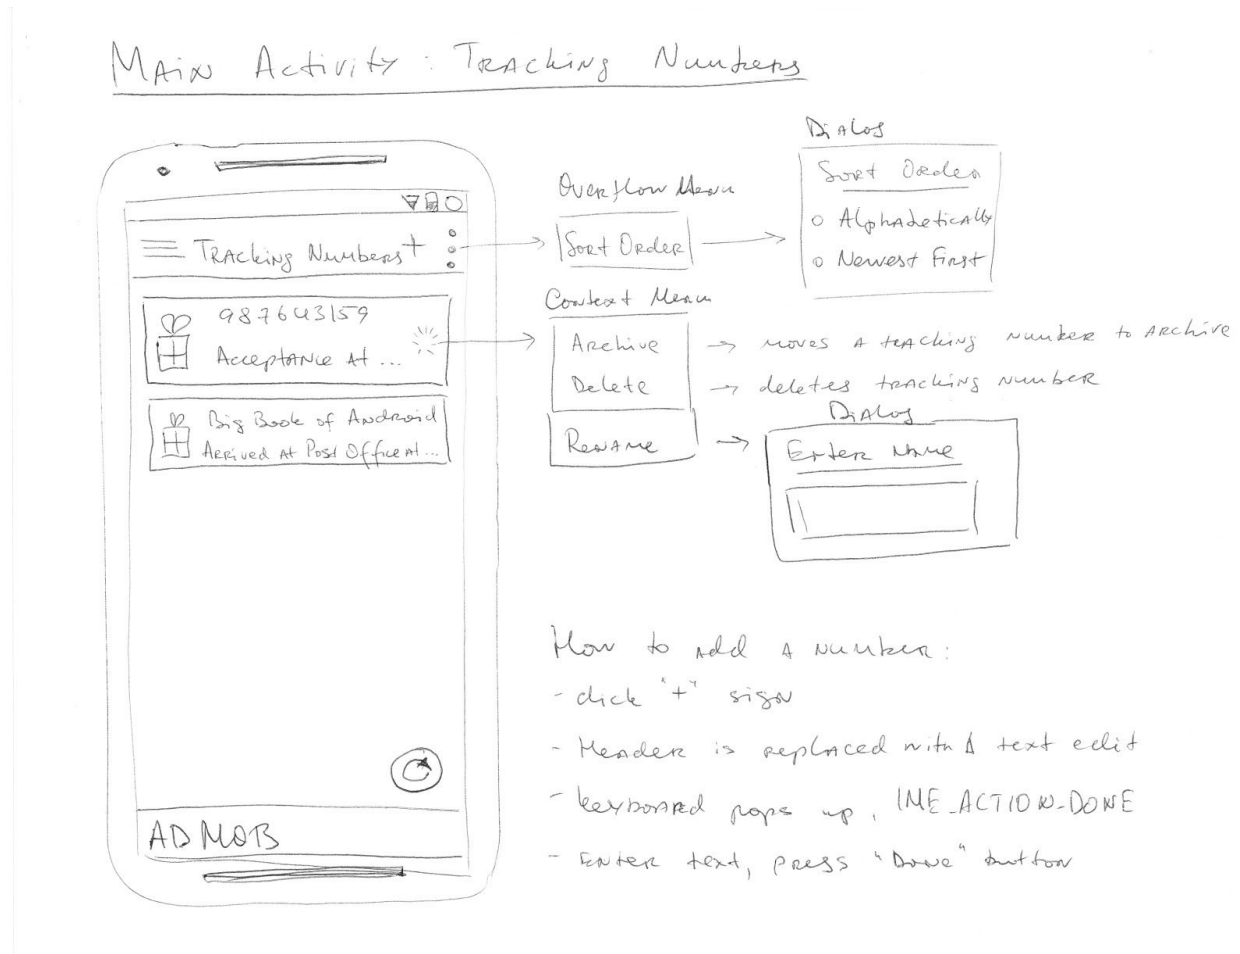 Main Activity: Tracking Numbers
Tracking Numbers +
987643159
Acceptance At ...
Big Book of Android
Arrived At Post Office At ...
ADMOB
Overflow Menu
Sort Order
Dialog
Sort Order
Alphabetically
Newest First
Context Menu
Archive → moves a tracking number to Archive
Delete → deletes tracking number
Rename →
Dialog
Enter Name
How to add a number:
- click "+" sign
- Header is replaced with A text edit
- keyboard pops up, IME_ACTION_DONE
- Enter text, press "Done" button